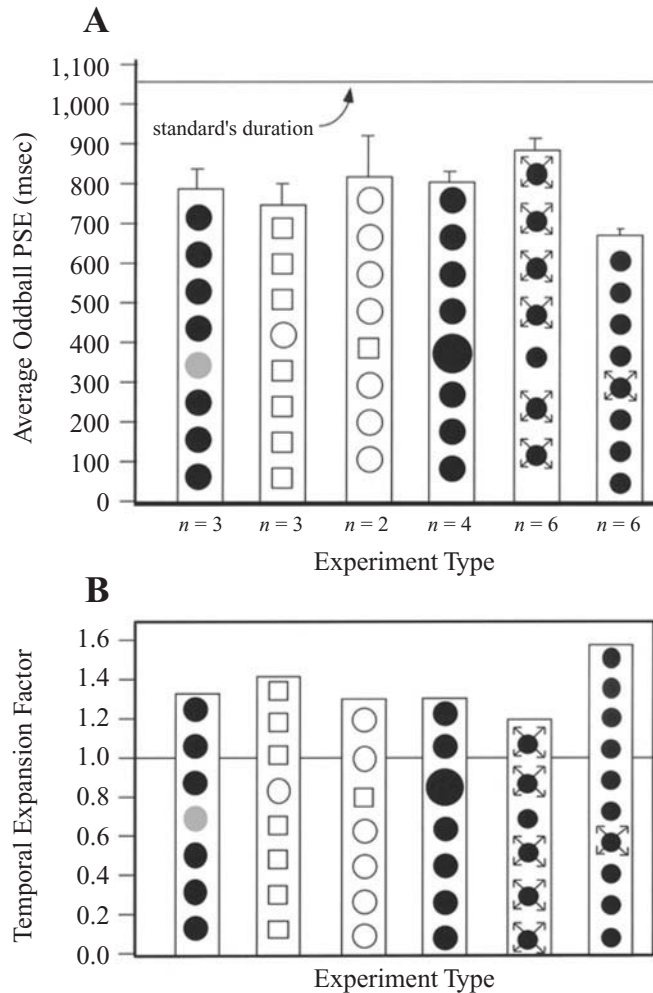 A
1,100
1,000
900
800
700
600
500
400
300
200
100
0
Average Oddball PSE (msec)
standard's duration
n = 3 n = 3 n = 2 n = 4 n = 6 n = 6
Experiment Type
B
1.6
1.4
1.2
1.0
0.8
0.6
0.4
0.2
0.0
Temporal Expansion Factor
Experiment Type